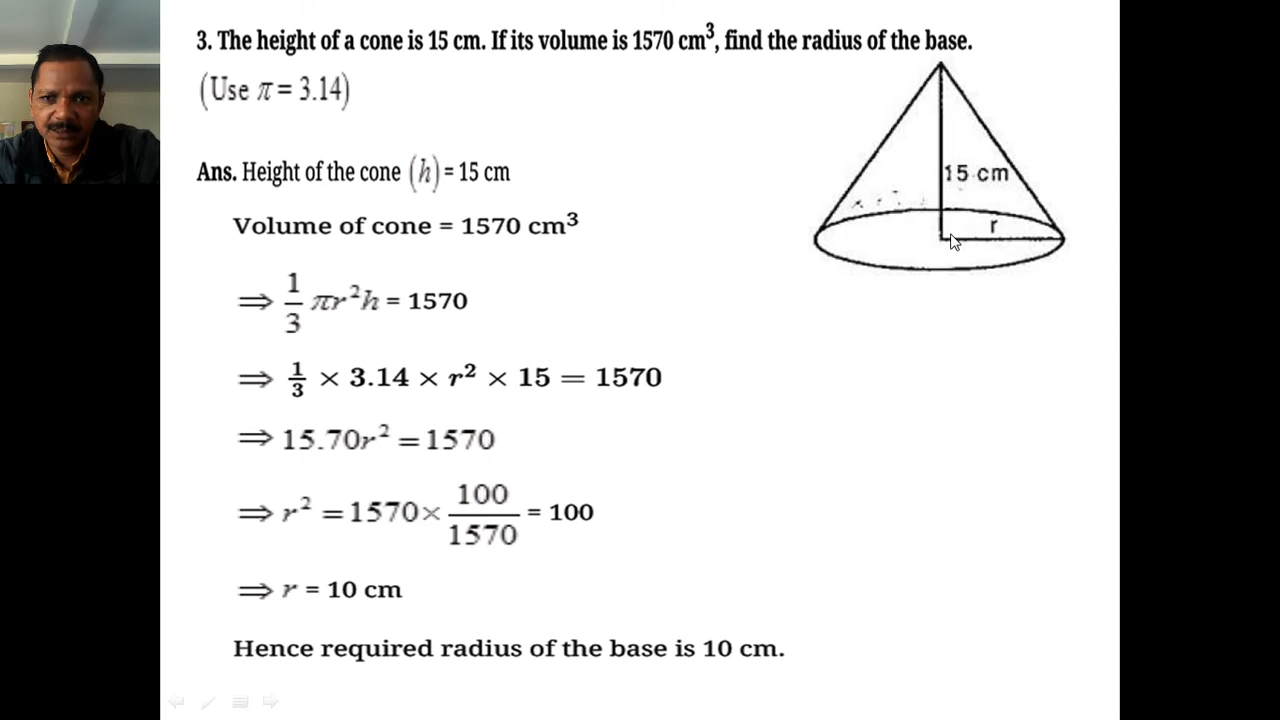 3. The height of a cone is 15 cm. If its volume is 1570 cm³, find the radius of the base.
(Use π = 3.14)
15 cm
r
Ans. Height of the cone (h) = 15 cm
Volume of cone = 1570 cm³
⇒ 1/3 πr²h = 1570
⇒ 1/3 × 3.14 × r² × 15 = 1570
⇒ 15.70r² = 1570
⇒ r² = 1570 × 100/1570 = 100
⇒ r = 10 cm
Hence required radius of the base is 10 cm.